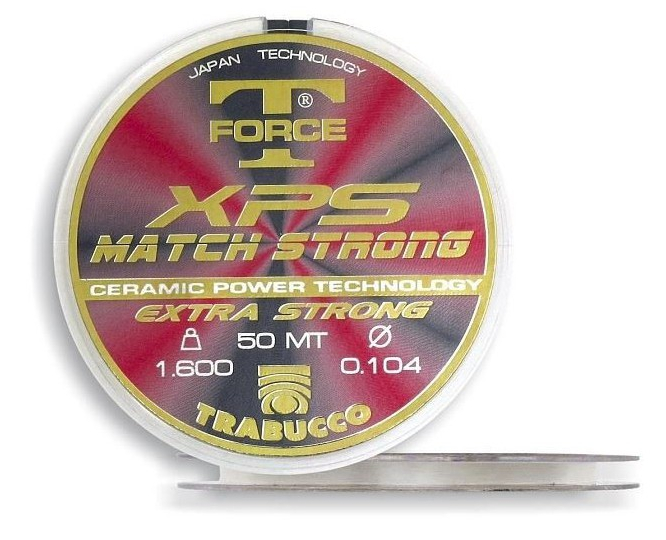 JAPAN TECHNOLOGY
T ®
FORCE
XPS
MATCH STRONG
CERAMIC POWER TECHNOLOGY
EXTRA STRONG
50 MT Ø
1.600 0.104
TRABUCCO